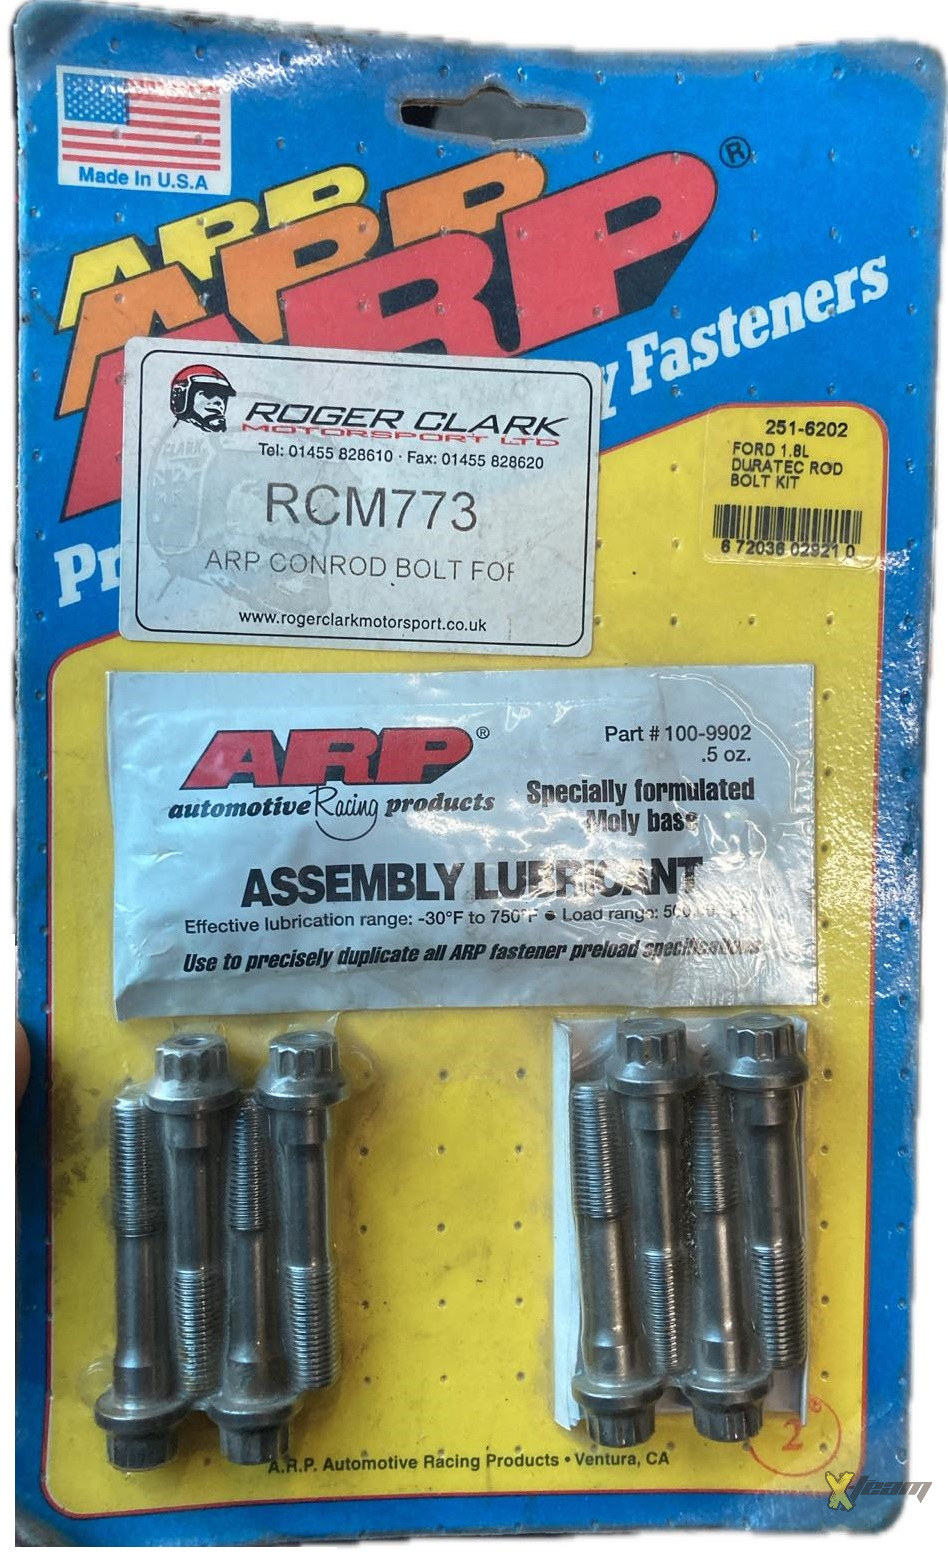 Made In U.S.A
ARP
ARP
ARP ®
Fasteners
ROGER CLARK
MOTORSPORT LTD
Tel: 01455 828610 · Fax: 01455 828620
RCM773
ARP CONROD BOLT FOR
www.rogerclarkmotorsport.co.uk
251-6202
FORD 1.8L
DURATEC ROD
BOLT KIT
6 72036 02921 0
ARP®
automotive Racing products
Part # 100-9902
.5 oz.
Specially formulated
Moly base
ASSEMBLY LUBRICANT
Effective lubrication range: -30°F to 750°F • Load range:
Use to precisely duplicate all ARP fastener preload specifications
A.R.P. Automotive Racing Products • Ventura, CA
2
X-team